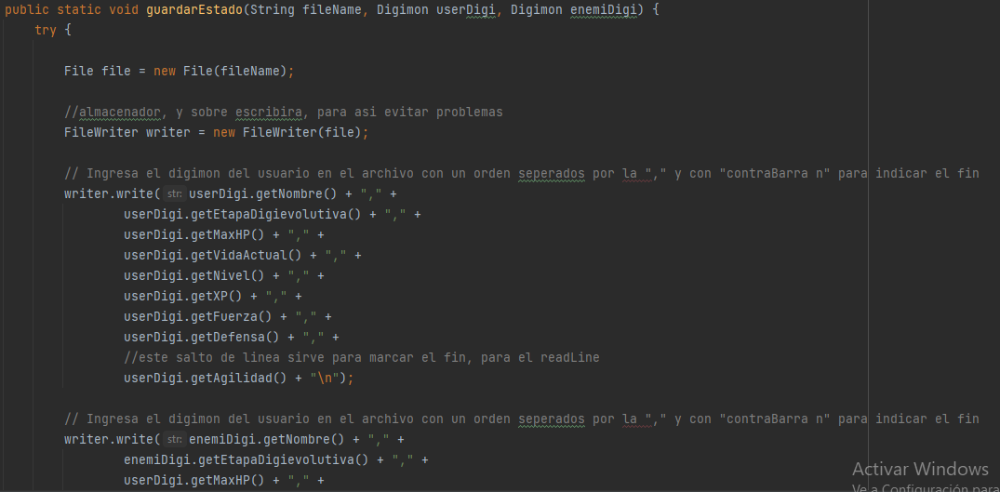 public static void guardarEstado(String fileName, Digimon userDigi, Digimon enemiDigi) {
try {
File file = new File(fileName);
//almacenador, y sobre escribira, para asi evitar problemas
FileWriter writer = new FileWriter(file);
// Ingresa el digimon del usuario en el archivo con un orden seperados por la "," y con "contraBarra n" para indicar el fin
writer.write( str: userDigi.getNombre() + "," +
userDigi.getEtapaDigievolutiva() + "," +
userDigi.getMaxHP() + "," +
userDigi.getVidaActual() + "," +
userDigi.getNivel() + "," +
userDigi.getXP() + "," +
userDigi.getFuerza() + "," +
userDigi.getDefensa() + "," +
//este salto de linea sirve para marcar el fin, para el readLine
userDigi.getAgilidad() + "\n");
// Ingresa el digimon del usuario en el archivo con un orden seperados por la "," y con "contraBarra n" para indicar el fin
writer.write( str: enemiDigi.getNombre() + "," +
enemiDigi.getEtapaDigievolutiva() + "," +
enemiDigi.getMaxHP() + "," +
Activar Windows
Ve a Configuración para